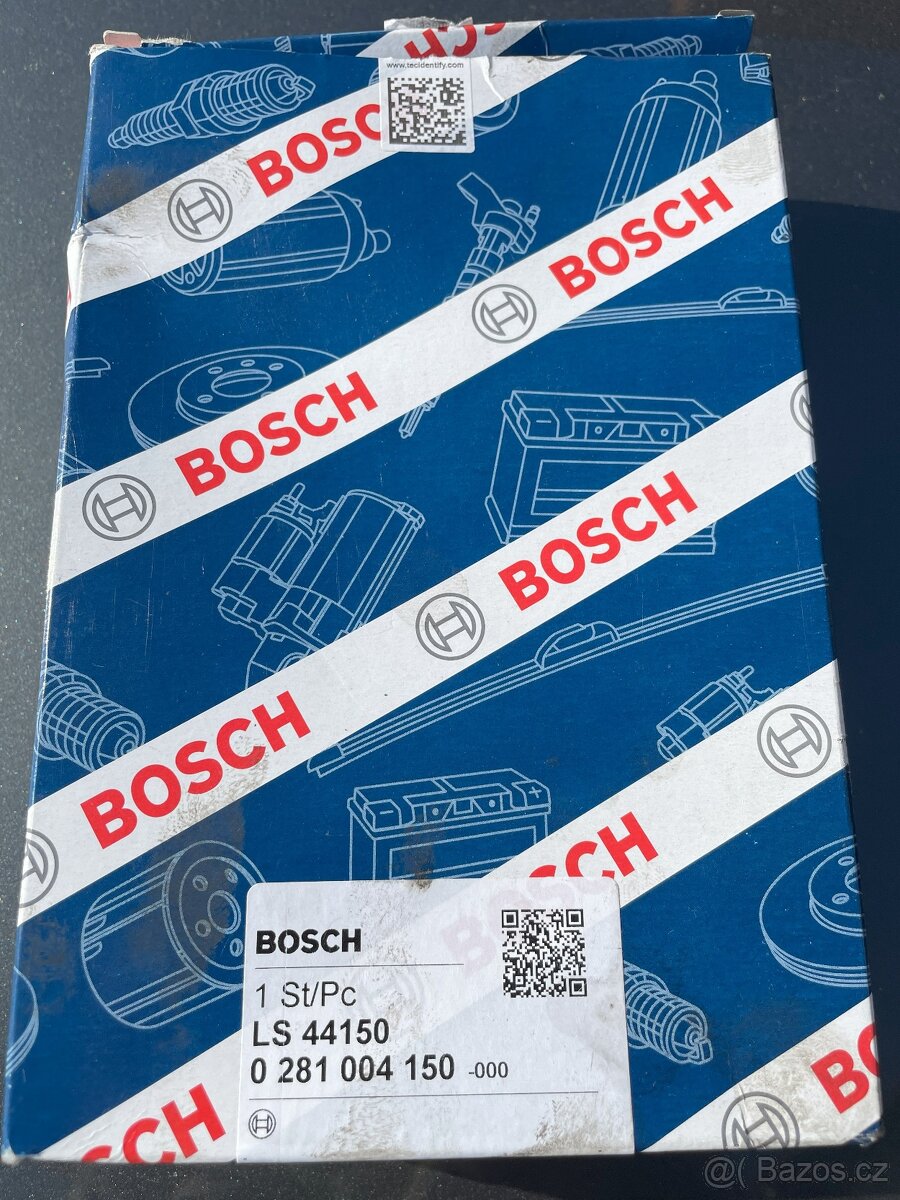 BOSCH
www.tecidentify.com
BOSCH
BOSCH
BOSCH
BOSCH
BOSCH
BOSCH
BOSCH
1 St/Pc
LS 44150
0 281 004 150 -000
@( Bazos.cz